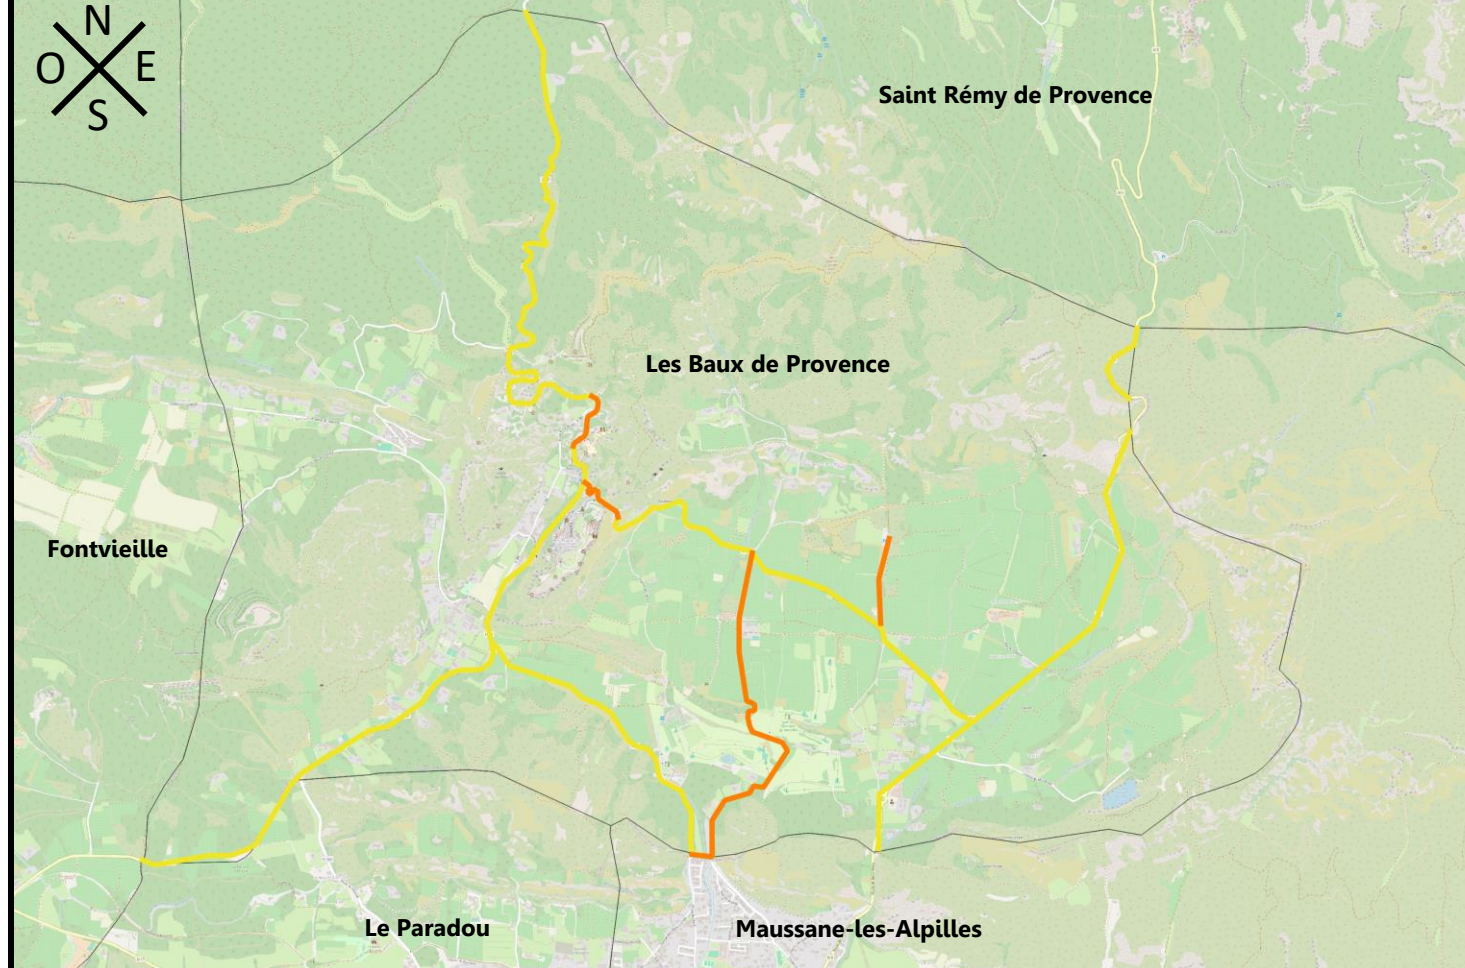 N
O E
S
Saint Rémy de Provence
Les Baux de Provence
Fontvieille
Le Paradou
Maussane-les-Alpilles